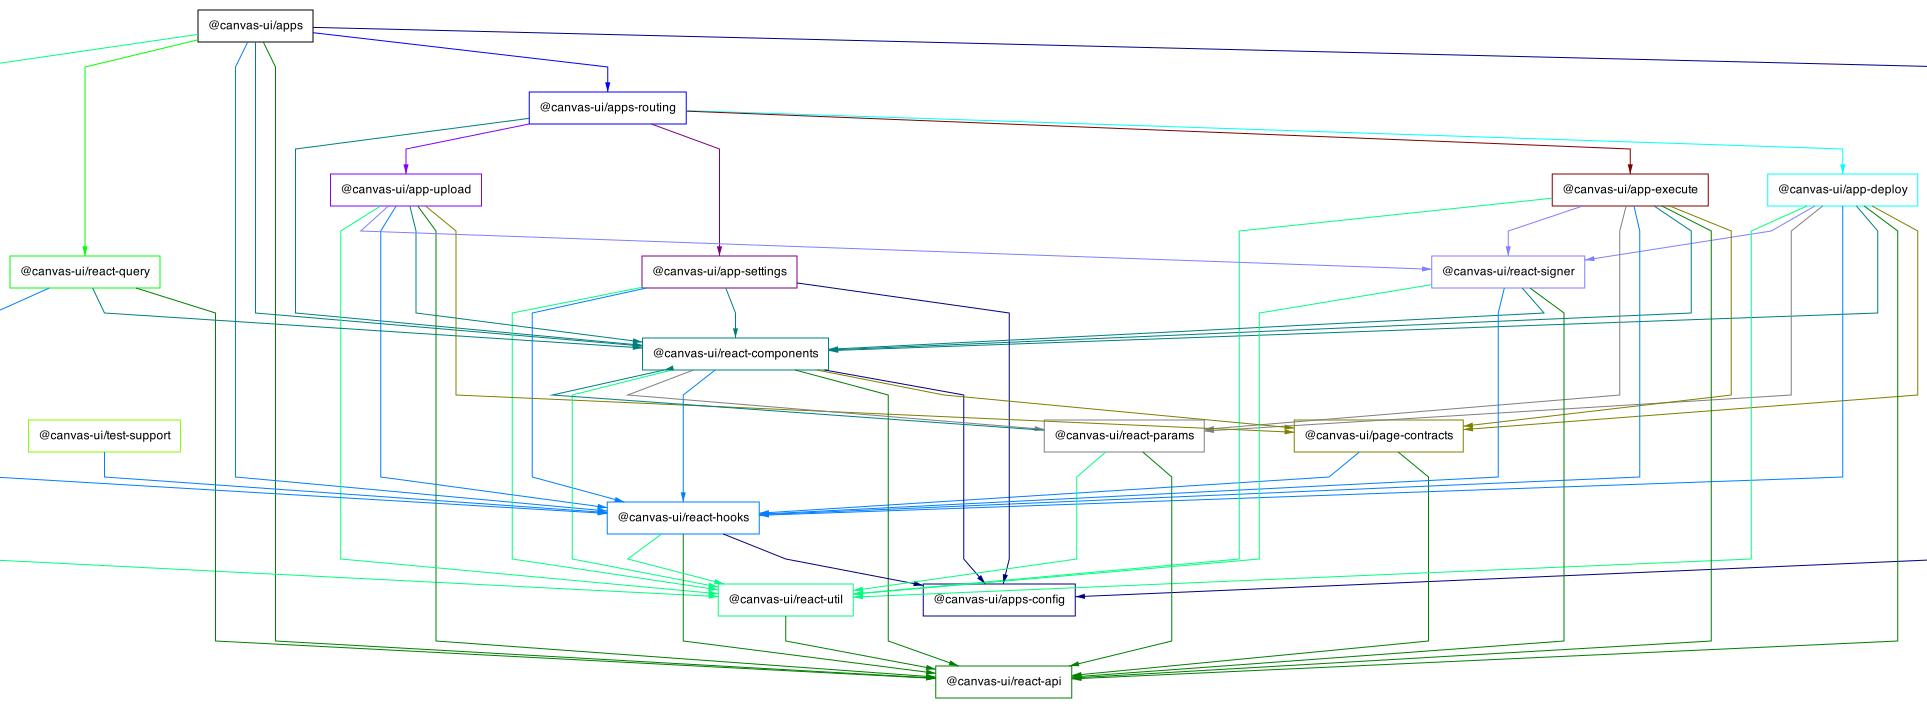 @canvas-ui/apps
@canvas-ui/apps-routing
@canvas-ui/app-upload
@canvas-ui/app-execute
@canvas-ui/app-deploy
@canvas-ui/react-query
@canvas-ui/app-settings
@canvas-ui/react-signer
@canvas-ui/react-components
@canvas-ui/test-support
@canvas-ui/react-params
@canvas-ui/page-contracts
@canvas-ui/react-hooks
@canvas-ui/react-util
@canvas-ui/apps-config
@canvas-ui/react-api